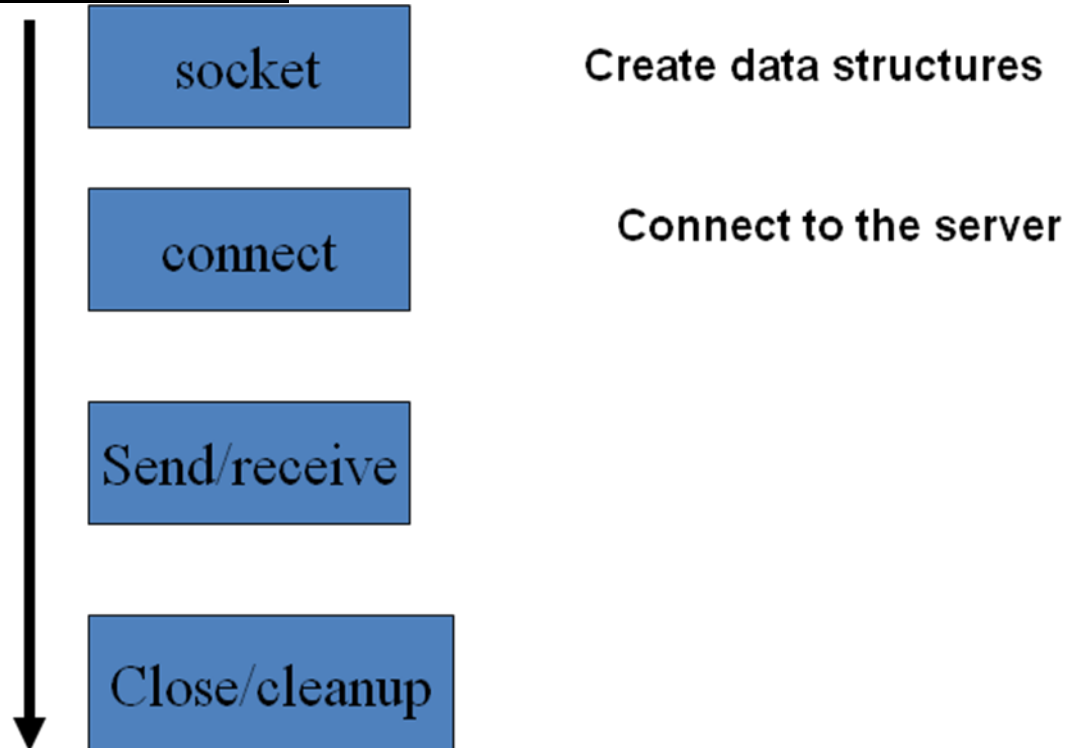 socket
Create data structures
connect
Connect to the server
Send/receive
Close/cleanup